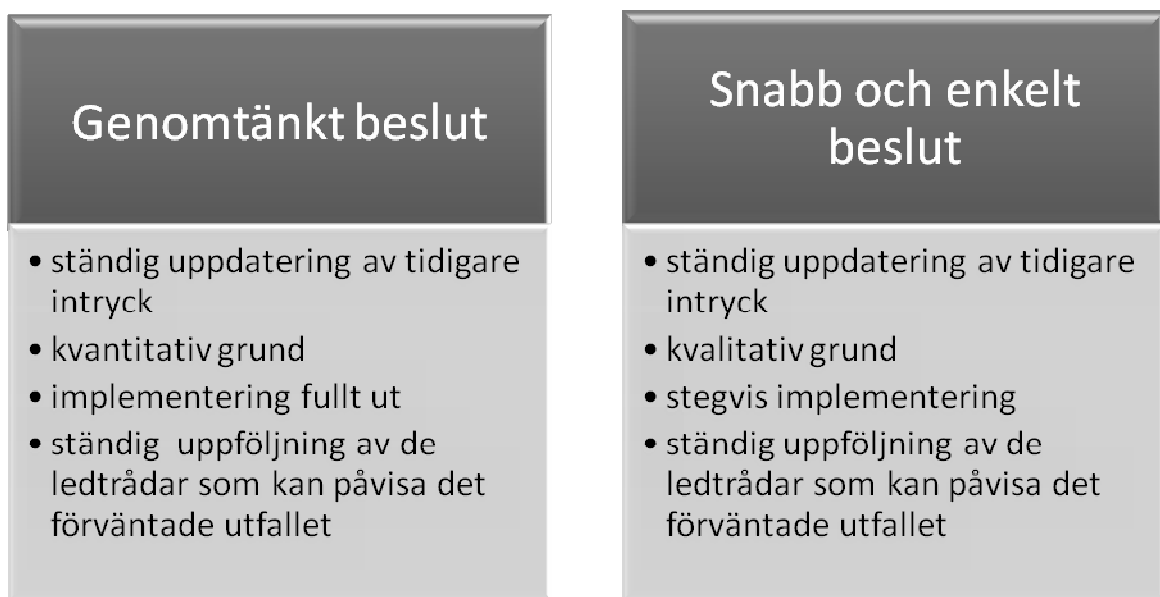 Genomtänkt beslut
• ständig uppdatering av tidigare
intryck
• kvantitativ grund
• implementering fullt ut
• ständig uppföljning av de
ledtrådar som kan påvisa det
förväntade utfallet
Snabb och enkelt
beslut
• ständig uppdatering av tidigare
intryck
• kvalitativ grund
• stegvis implementering
• ständig uppföljning av de
ledtrådar som kan påvisa det
förväntade utfallet